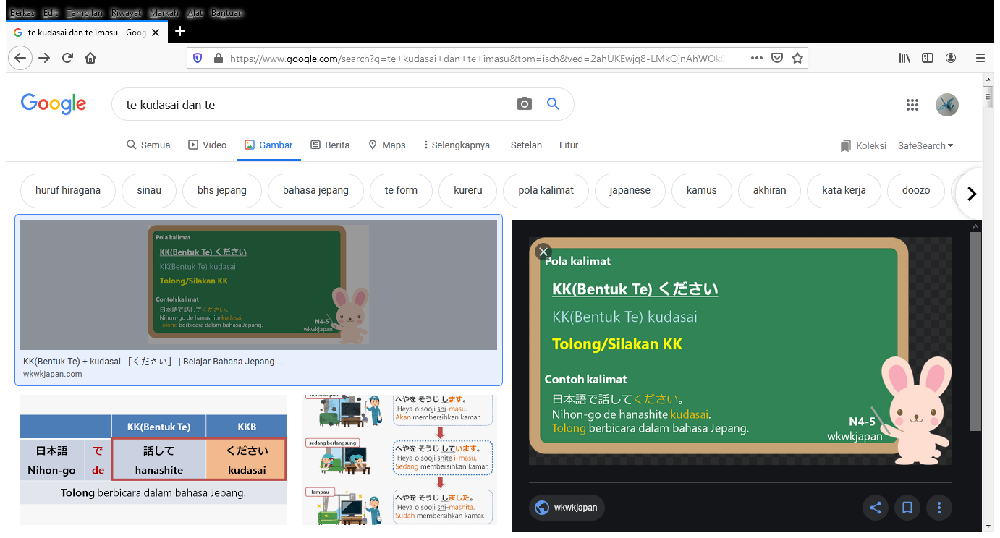 Berkas Edit Tampilan Riwayat Markah Alat Bantuan
te kudasai dan te imasu - Goog
https://www.google.com/search?q=te+kudasai+dan+te+imasu&tbm=isch&ved=2ahUKEwjq8-LMkOjnAhWOk
Google
te kudasai dan te
Semua Video Gambar Berita Maps Selengkapnya Setelan Fitur Koleksi SafeSearch
huruf hiragana sinau bhs jepang bahasa jepang te form kureru pola kalimat japanese kamus akhiran kata kerja doozo
Pola kalimat
KK(Bentuk Te) ください
KK(Bentuk Te) kudasai
Tolong/Silakan KK
Contoh kalimat
日本語で話してください。
Nihon-go de hanashite kudasai.
Tolong berbicara dalam bahasa Jepang.
N4-5
wkwkjapan
KK(Bentuk Te) + kudasai 「ください」 | Belajar Bahasa Jepang ...
wkwkjapan.com
KK(Bentuk Te) KKB
日本語 で 話して ください
Nihon-go de hanashite kudasai
Tolong berbicara dalam bahasa Jepang.
non-lampau
へやを そうじ します。
Heya o sooji shi-masu.
Akan membersihkan kamar.
sedang berlangsung
へやを そうじ しています。
Heya o sooji shite i-masu.
Sedang membersihkan kamar.
lampau
へやを そうじ しました。
Heya o sooji shi-mashita.
Sudah membersihkan kamar.
Pola kalimat
KK(Bentuk Te) ください
KK(Bentuk Te) kudasai
Tolong/Silakan KK
Contoh kalimat
日本語で話してください。
Nihon-go de hanashite kudasai.
Tolong berbicara dalam bahasa Jepang.
N4-5
wkwkjapan
wkwkjapan